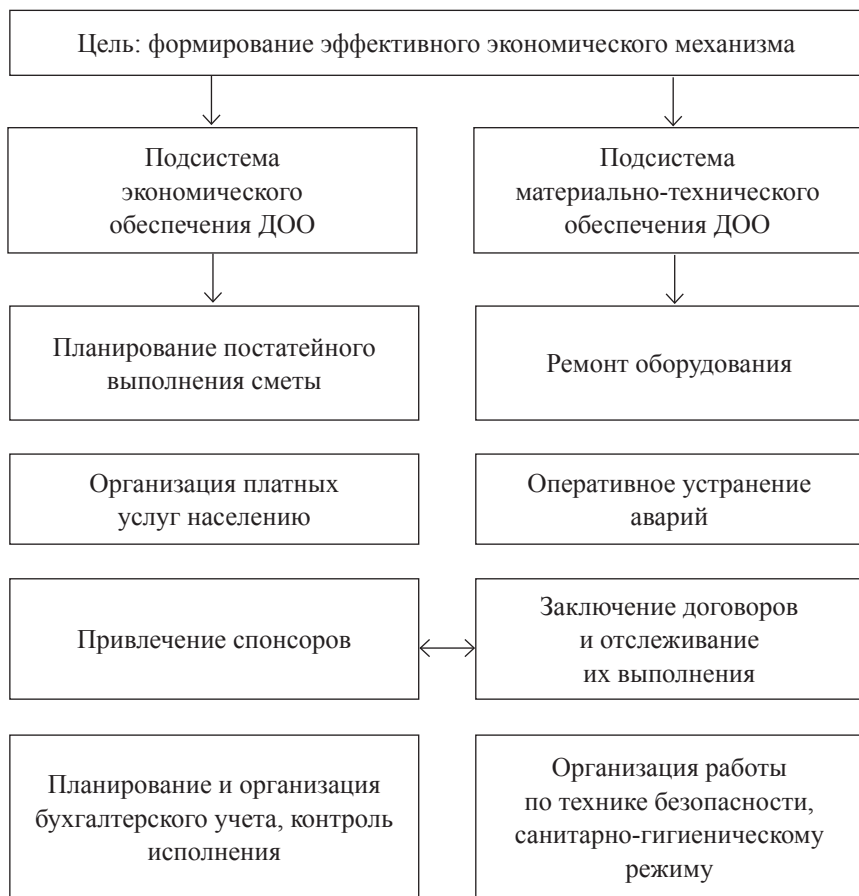 Цель: формирование эффективного экономического механизма
Подсистема
экономического
обеспечения ДОО
Подсистема
материально-технического
обеспечения ДОО
Планирование постатейного
выполнения сметы
Ремонт оборудования
Организация платных
услуг населению
Оперативное устранение
аварий
Привлечение спонсоров
Заключение договоров
и отслеживание
их выполнения
Планирование и организация
бухгалтерского учета, контроль
исполнения
Организация работы
по технике безопасности,
санитарно-гигиеническому
режиму